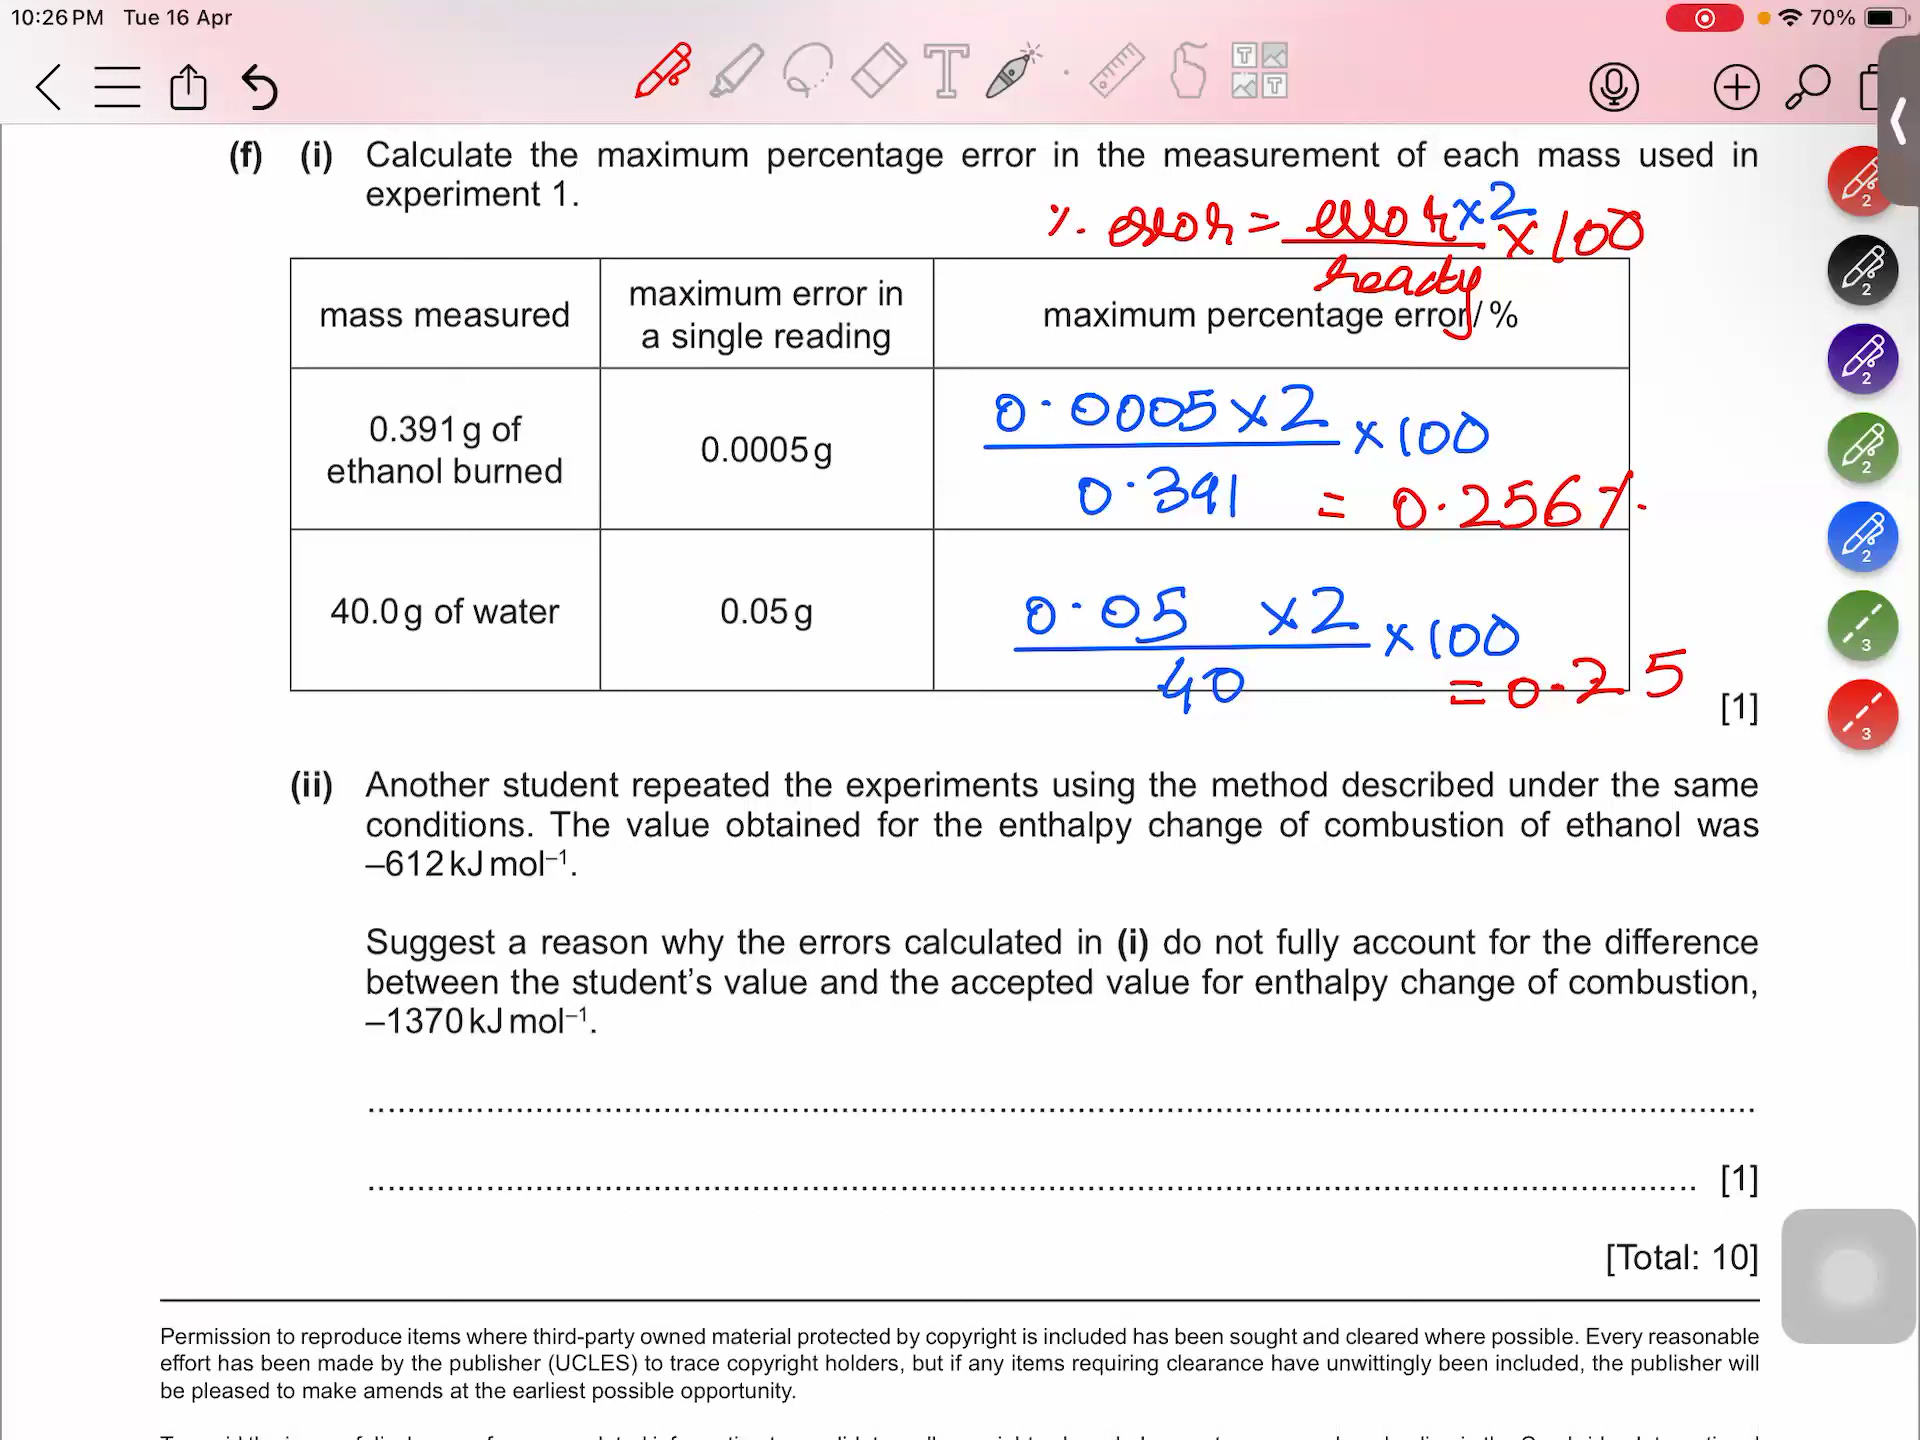 10:26 PM Tue 16 Apr
70%
(f) (i) Calculate the maximum percentage error in the measurement of each mass used in
experiment 1.
% error = error x2 x 100
ready
mass measured
maximum error in
a single reading
maximum percentage error / %
0.391 g of
ethanol burned
0.0005 g
0.0005 x 2 x 100
0.391 = 0.256 %
40.0 g of water
0.05 g
0.05 x2 x 100
40 = 0.25
[1]
(ii) Another student repeated the experiments using the method described under the same
conditions. The value obtained for the enthalpy change of combustion of ethanol was
–612 kJ mol⁻¹.
Suggest a reason why the errors calculated in (i) do not fully account for the difference
between the student’s value and the accepted value for enthalpy change of combustion,
–1370 kJ mol⁻¹.
[1]
[Total: 10]
Permission to reproduce items where third-party owned material protected by copyright is included has been sought and cleared where possible. Every reasonable
effort has been made by the publisher (UCLES) to trace copyright holders, but if any items requiring clearance have unwittingly been included, the publisher will
be pleased to make amends at the earliest possible opportunity.
2
2
2
2
2
3
3